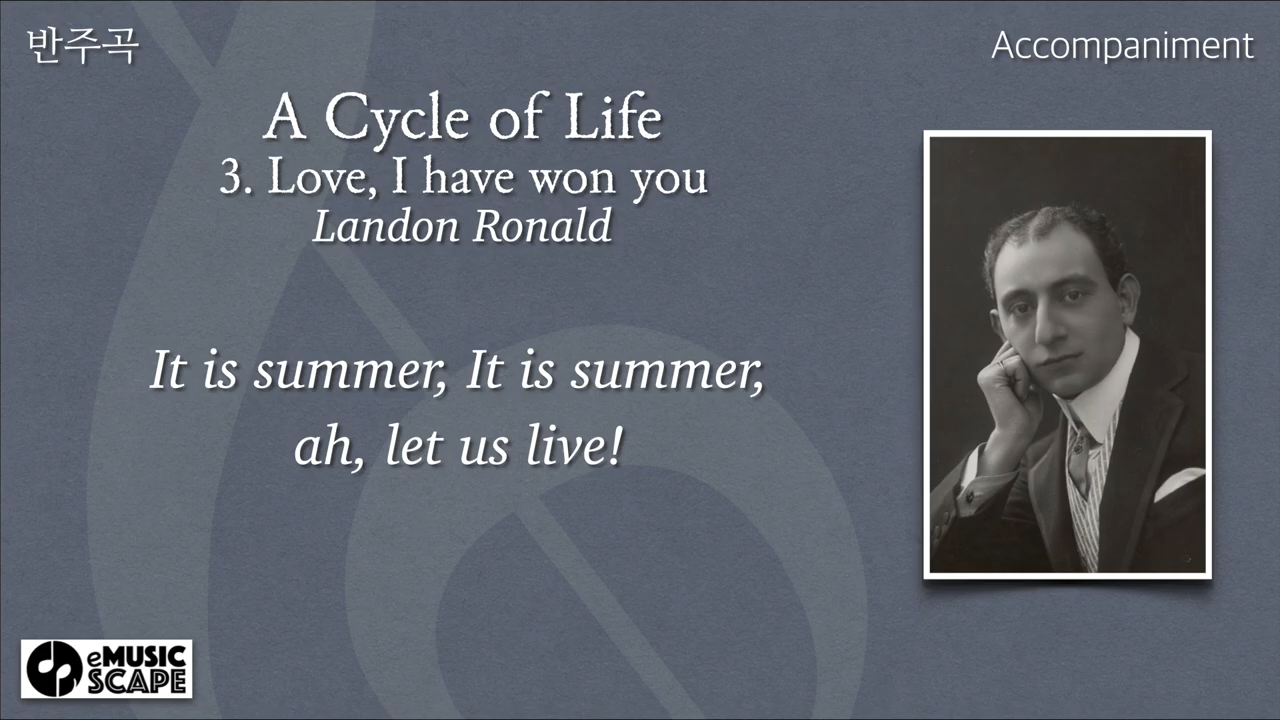 반주곡
Accompaniment
A Cycle of Life
3. Love, I have won you
Landon Ronald
It is summer, It is summer,
ah, let us live!
eMUSIC
SCAPE